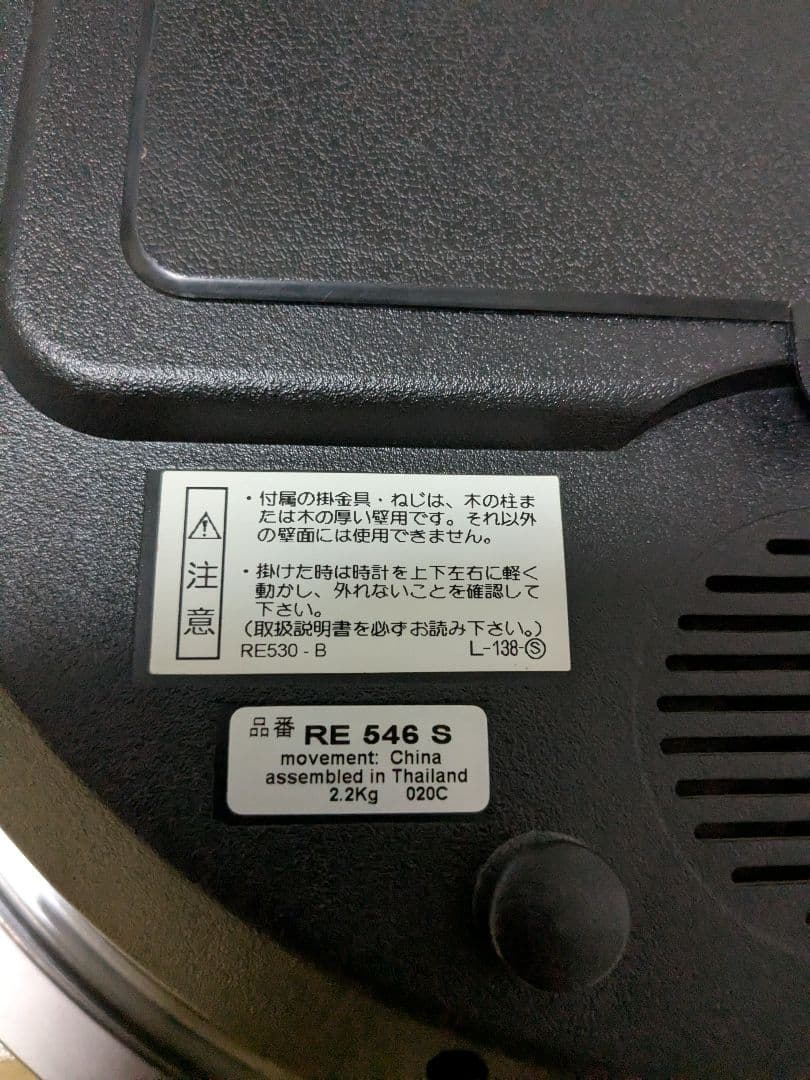 注意
・付属の掛金具・ねじは、木の柱ま
たは木の厚い壁用です。それ以外
の壁面には使用できません。
・掛けた時は時計を上下左右に軽く
動かし、外れないことを確認して
下さい。
(取扱説明書を必ずお読み下さい。)
RE530 - B L-138-Ⓢ
品番 RE 546 S
movement: China
assembled in Thailand
2.2Kg 020C